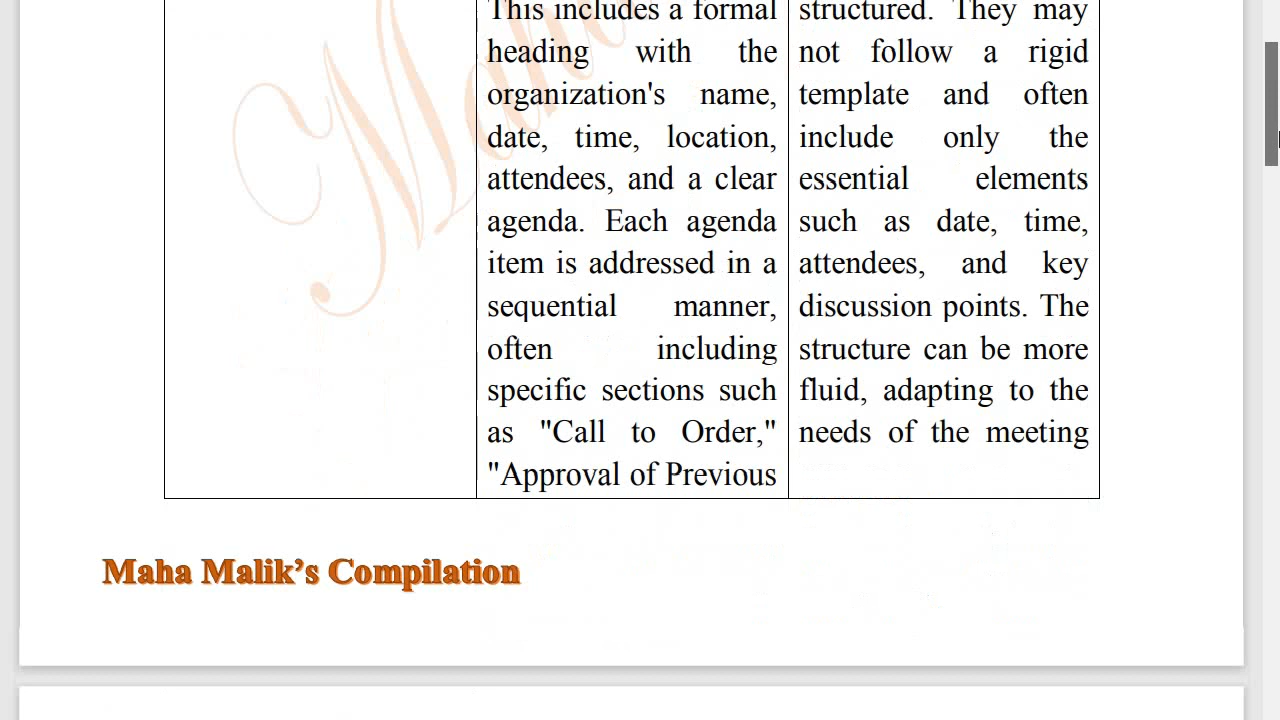 This includes a formal
heading with the
organization's name,
date, time, location,
attendees, and a clear
agenda. Each agenda
item is addressed in a
sequential manner,
often including
specific sections such
as "Call to Order,"
"Approval of Previous
structured. They may
not follow a rigid
template and often
include only the
essential elements
such as date, time,
attendees, and key
discussion points. The
structure can be more
fluid, adapting to the
needs of the meeting
Maha Malik’s Compilation